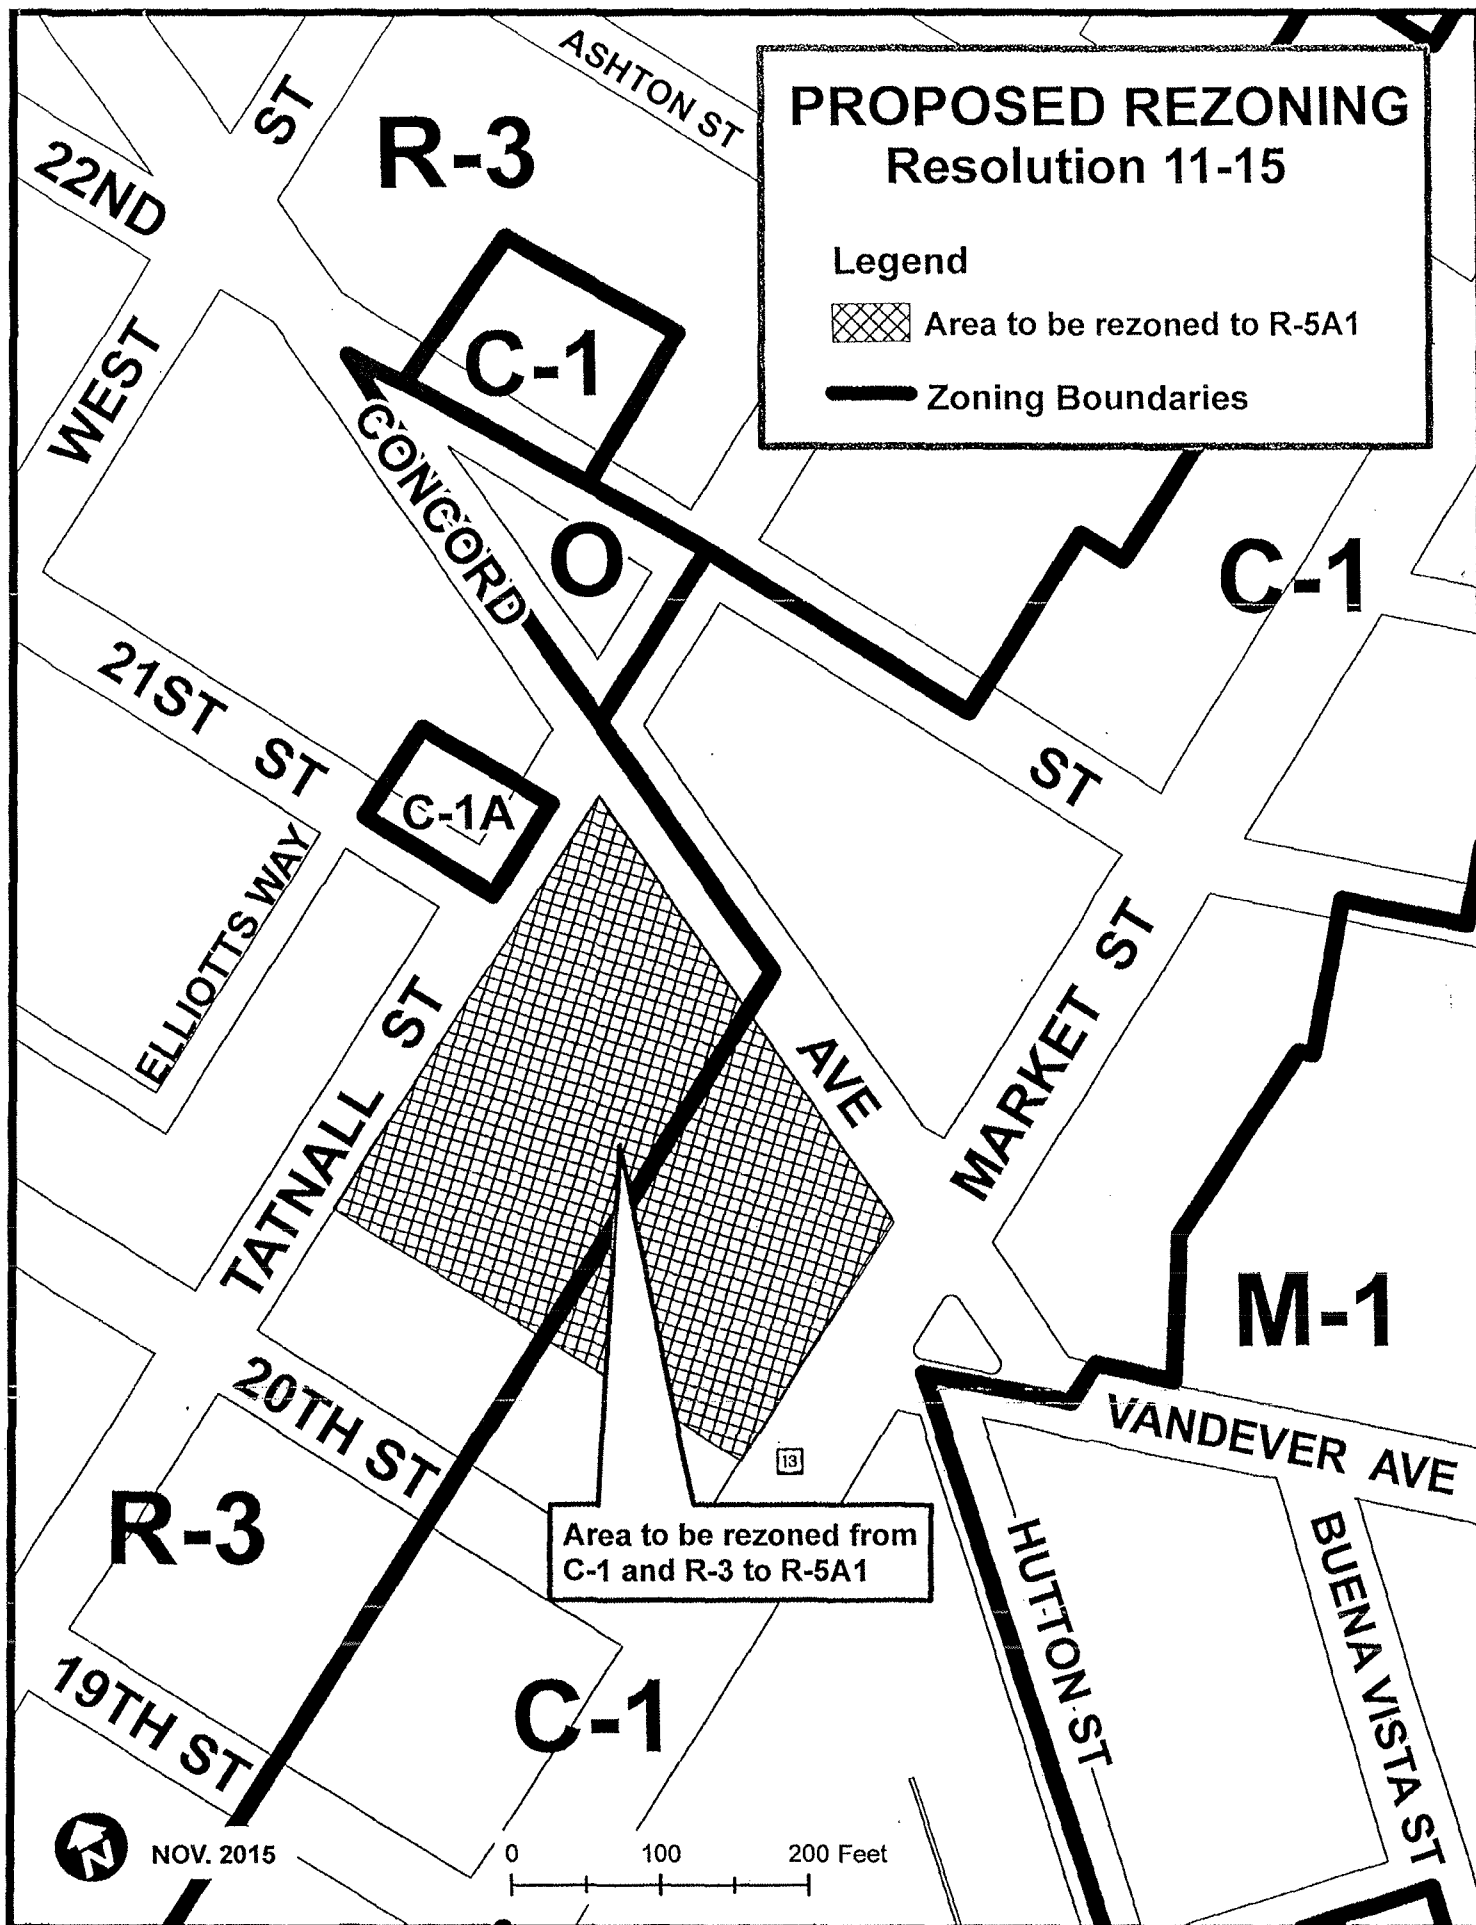 ASHTON ST
ST
R-3
PROPOSED REZONING
Resolution 11-15
Legend
Area to be rezoned to R-5A1
Zoning Boundaries
22ND
WEST
C-1
CONCORD
O
C-1
21ST ST
ST
C-1A
ELLIOTTS WAY
TATNALL ST
AVE
MARKET ST
M-1
20TH ST
VANDEVER AVE
13
R-3
Area to be rezoned from
C-1 and R-3 to R-5A1
HUTTON ST
BUENA VISTA ST
19TH ST
C-1
N
NOV. 2015
0 100 200 Feet